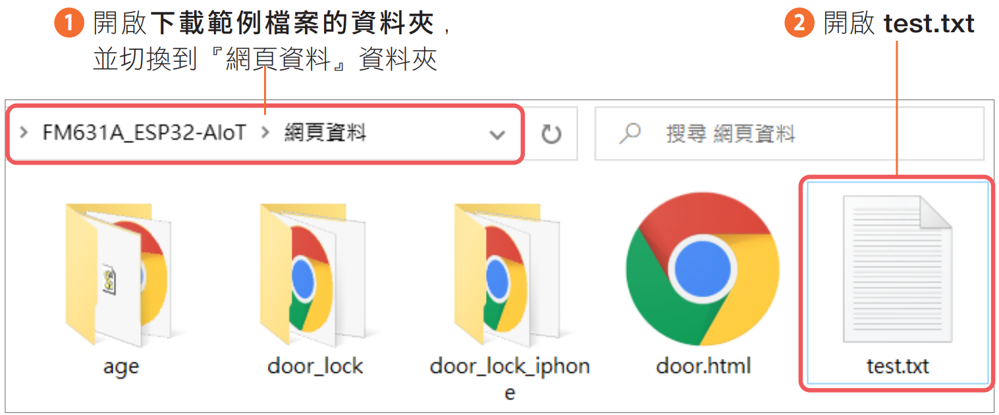 1 開啟下載範例檔案的資料夾，
並切換到『網頁資料』資料夾
2 開啟 test.txt
> FM631A_ESP32-AIoT > 網頁資料
搜尋 網頁資料
age
door_lock
door_lock_iphon
e
door.html
test.txt